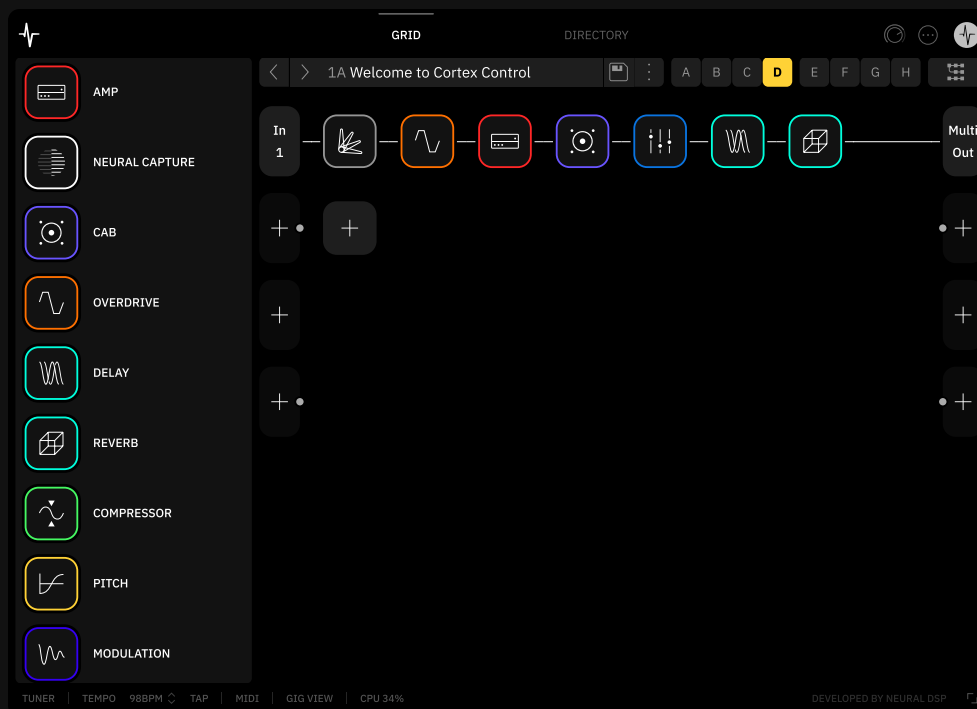 GRID
DIRECTORY
1A Welcome to Cortex Control
A B C D E F G H
AMP
NEURAL CAPTURE
CAB
OVERDRIVE
DELAY
REVERB
COMPRESSOR
PITCH
MODULATION
In
1
Multi
Out
TUNER
TEMPO 98BPM
TAP
MIDI
GIG VIEW
CPU 34%
DEVELOPED BY NEURAL DSP